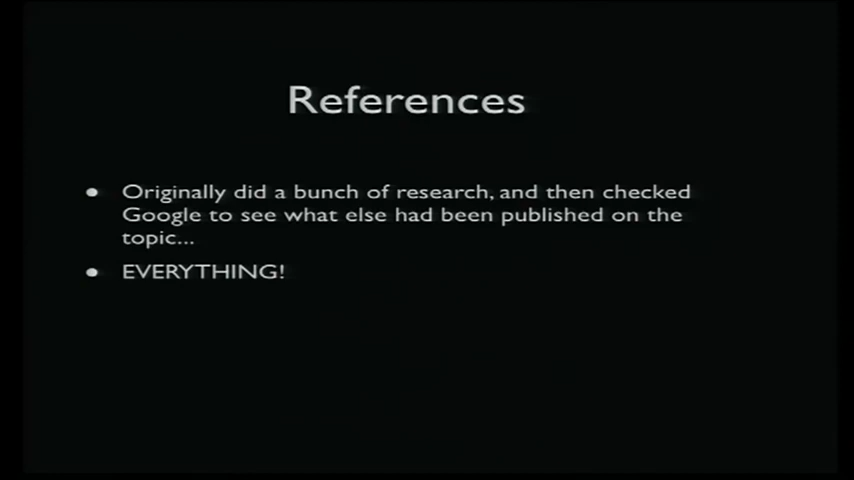 References
● Originally did a bunch of research, and then checked
Google to see what else had been published on the
topic...
● EVERYTHING!